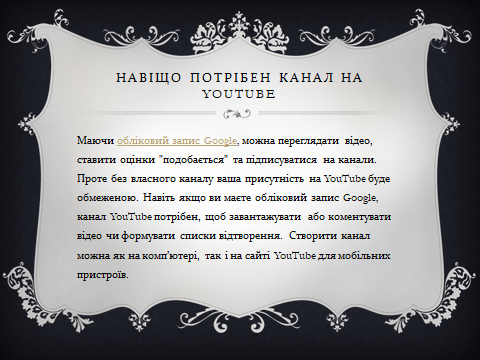 НАВІЩО ПОТРІБЕН КАНАЛ НА
YOUTUBE
Маючи обліковий запис Google, можна переглядати відео,
ставити оцінки "подобається" та підписуватися на канали.
Проте без власного каналу ваша присутність на YouTube буде
обмеженою. Навіть якщо ви маєте обліковий запис Google,
канал YouTube потрібен, щоб завантажувати або коментувати
відео чи формувати списки відтворення. Створити канал
можна як на комп'ютері, так і на сайті YouTube для мобільних
пристроїв.